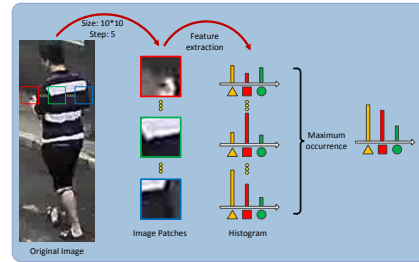 Size: 10*10
Step: 5
Feature
extraction
Maximum
occurrence
Original Image
Image Patches
Histogram